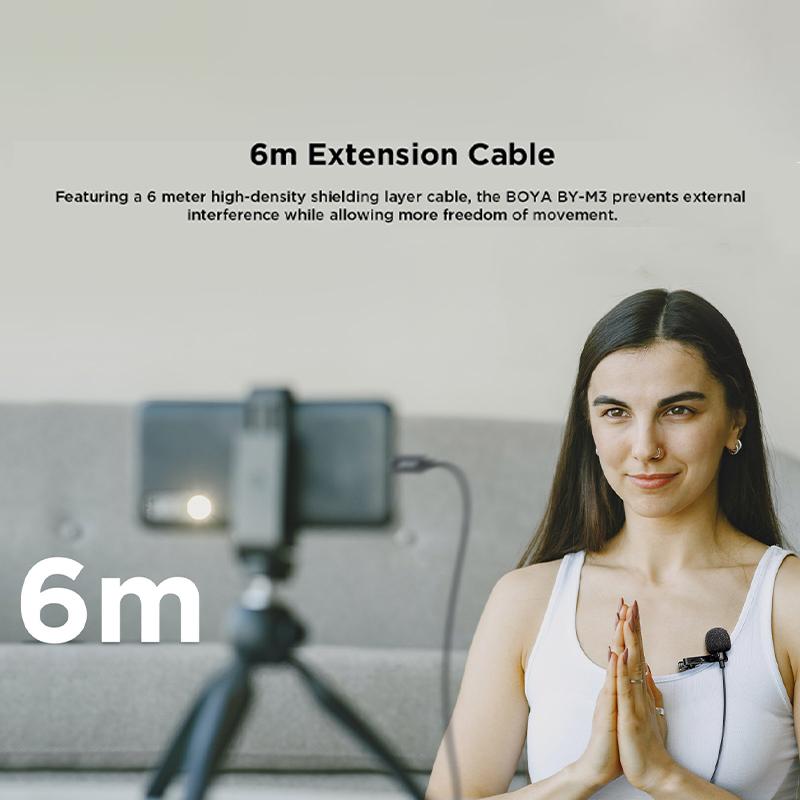 6m Extension Cable
Featuring a 6 meter high-density shielding layer cable, the BOYA BY-M3 prevents external
interference while allowing more freedom of movement.
6m